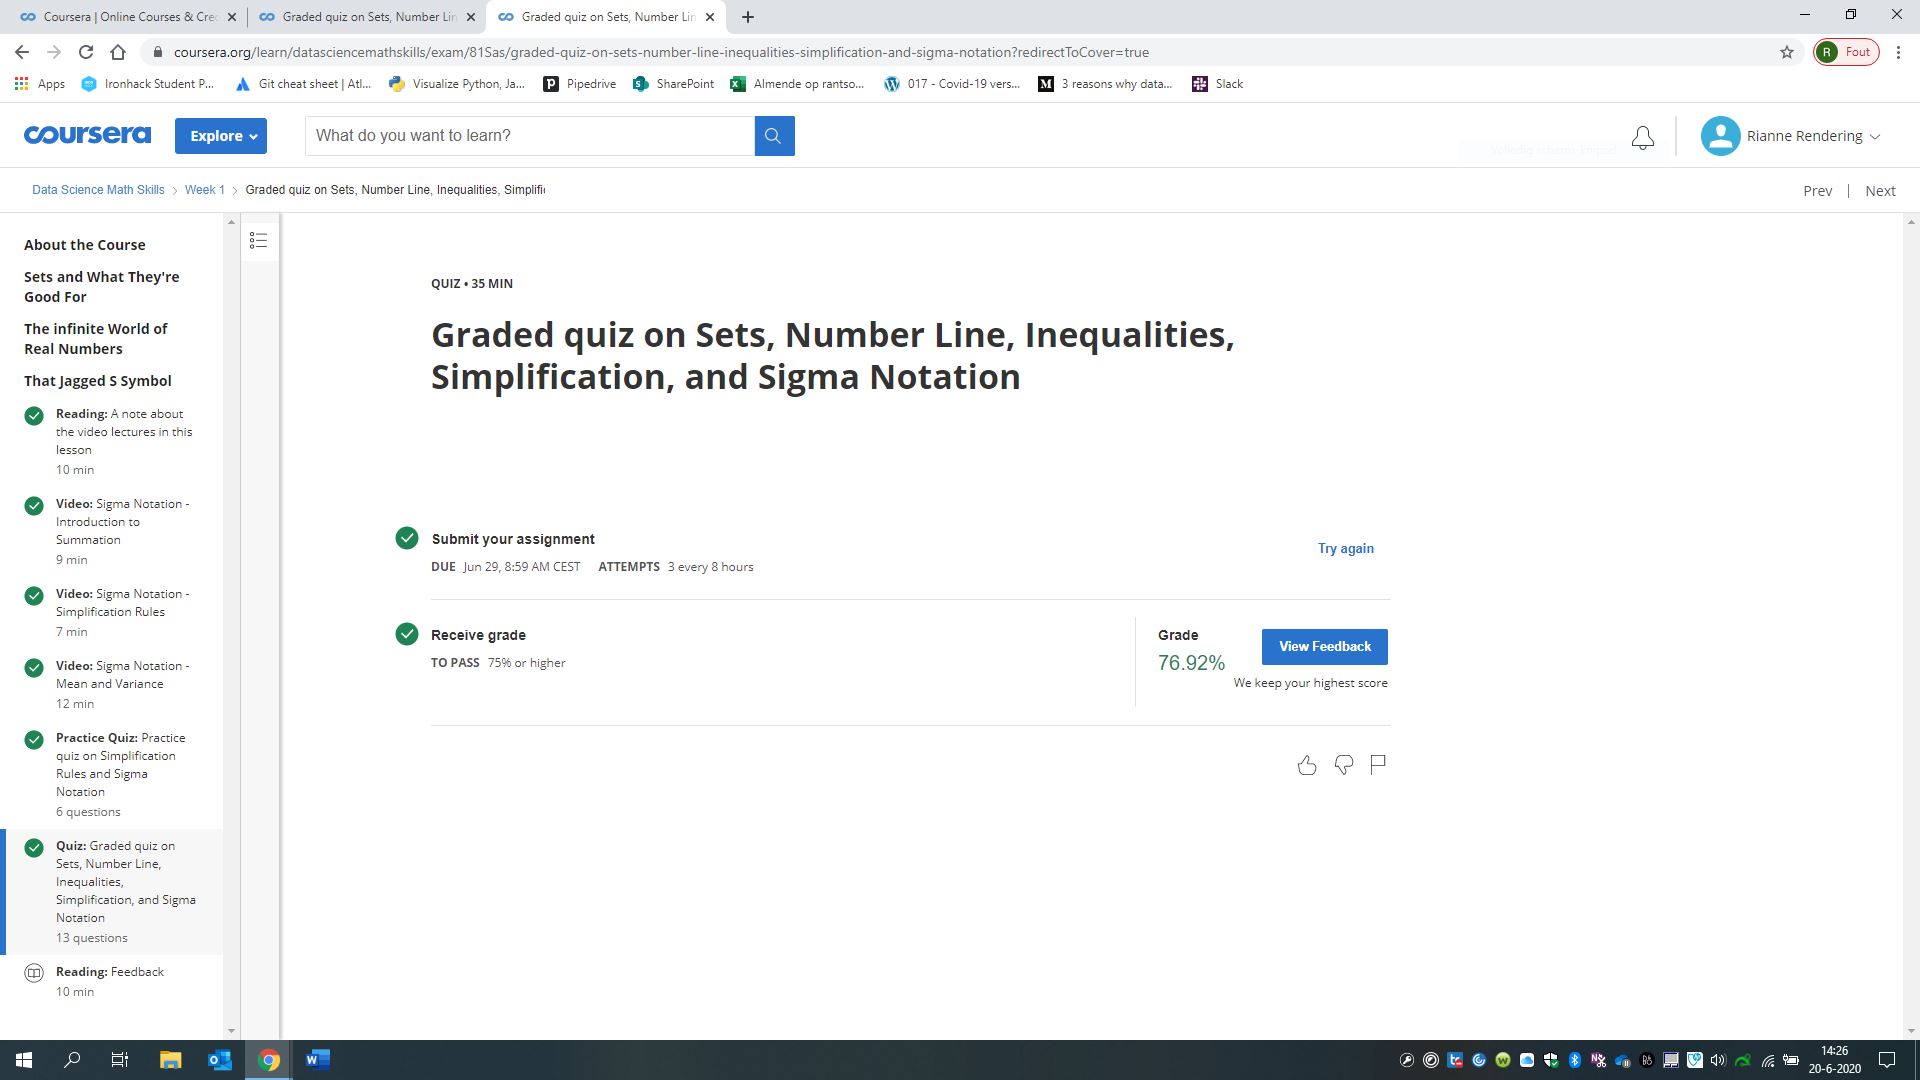 Coursera | Online Courses & Cre
Graded quiz on Sets, Number Lin
Graded quiz on Sets, Number Lin
coursera.org/learn/datasciencemathskills/exam/81Sas/graded-quiz-on-sets-number-line-inequalities-simplification-and-sigma-notation?redirectToCover=true
R Fout
Apps Ironhack Student P... Git cheat sheet | Atl... Visualize Python, Ja... Pipedrive SharePoint Almende op rantso... 017 - Covid-19 vers... 3 reasons why data... Slack
coursera Explore What do you want to learn? Rianne Rendering
Data Science Math Skills > Week 1 > Graded quiz on Sets, Number Line, Inequalities, Simplifi
Prev | Next
About the Course
Sets and What They're
Good For
The infinite World of
Real Numbers
That Jagged S Symbol
Reading: A note about
the video lectures in this
lesson
10 min
Video: Sigma Notation -
Introduction to
Summation
9 min
Video: Sigma Notation -
Simplification Rules
7 min
Video: Sigma Notation -
Mean and Variance
12 min
Practice Quiz: Practice
quiz on Simplification
Rules and Sigma
Notation
6 questions
Quiz: Graded quiz on
Sets, Number Line,
Inequalities,
Simplification, and Sigma
Notation
13 questions
Reading: Feedback
10 min
QUIZ • 35 MIN
Graded quiz on Sets, Number Line, Inequalities,
Simplification, and Sigma Notation
Submit your assignment
DUE Jun 29, 8:59 AM CEST ATTEMPTS 3 every 8 hours
Try again
Receive grade
TO PASS 75% or higher
Grade
76.92%
View Feedback
We keep your highest score
14:26
20-6-2020